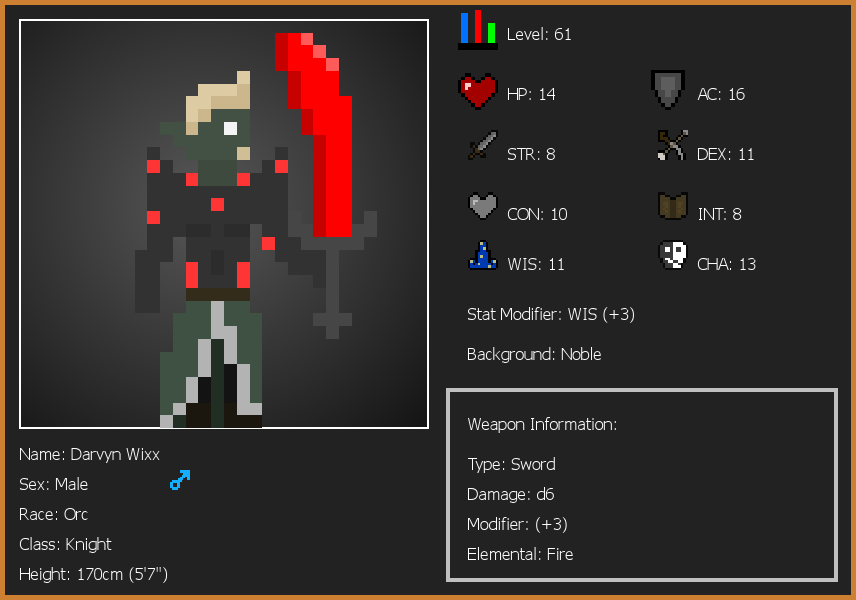 Level: 61
HP: 14
AC: 16
STR: 8
DEX: 11
CON: 10
INT: 8
WIS: 11
CHA: 13
Stat Modifier: WIS (+3)
Background: Noble
Weapon Information:
Type: Sword
Damage: d6
Modifier: (+3)
Elemental: Fire
Name: Darvyn Wixx
Sex: Male
Race: Orc
Class: Knight
Height: 170cm (5'7")